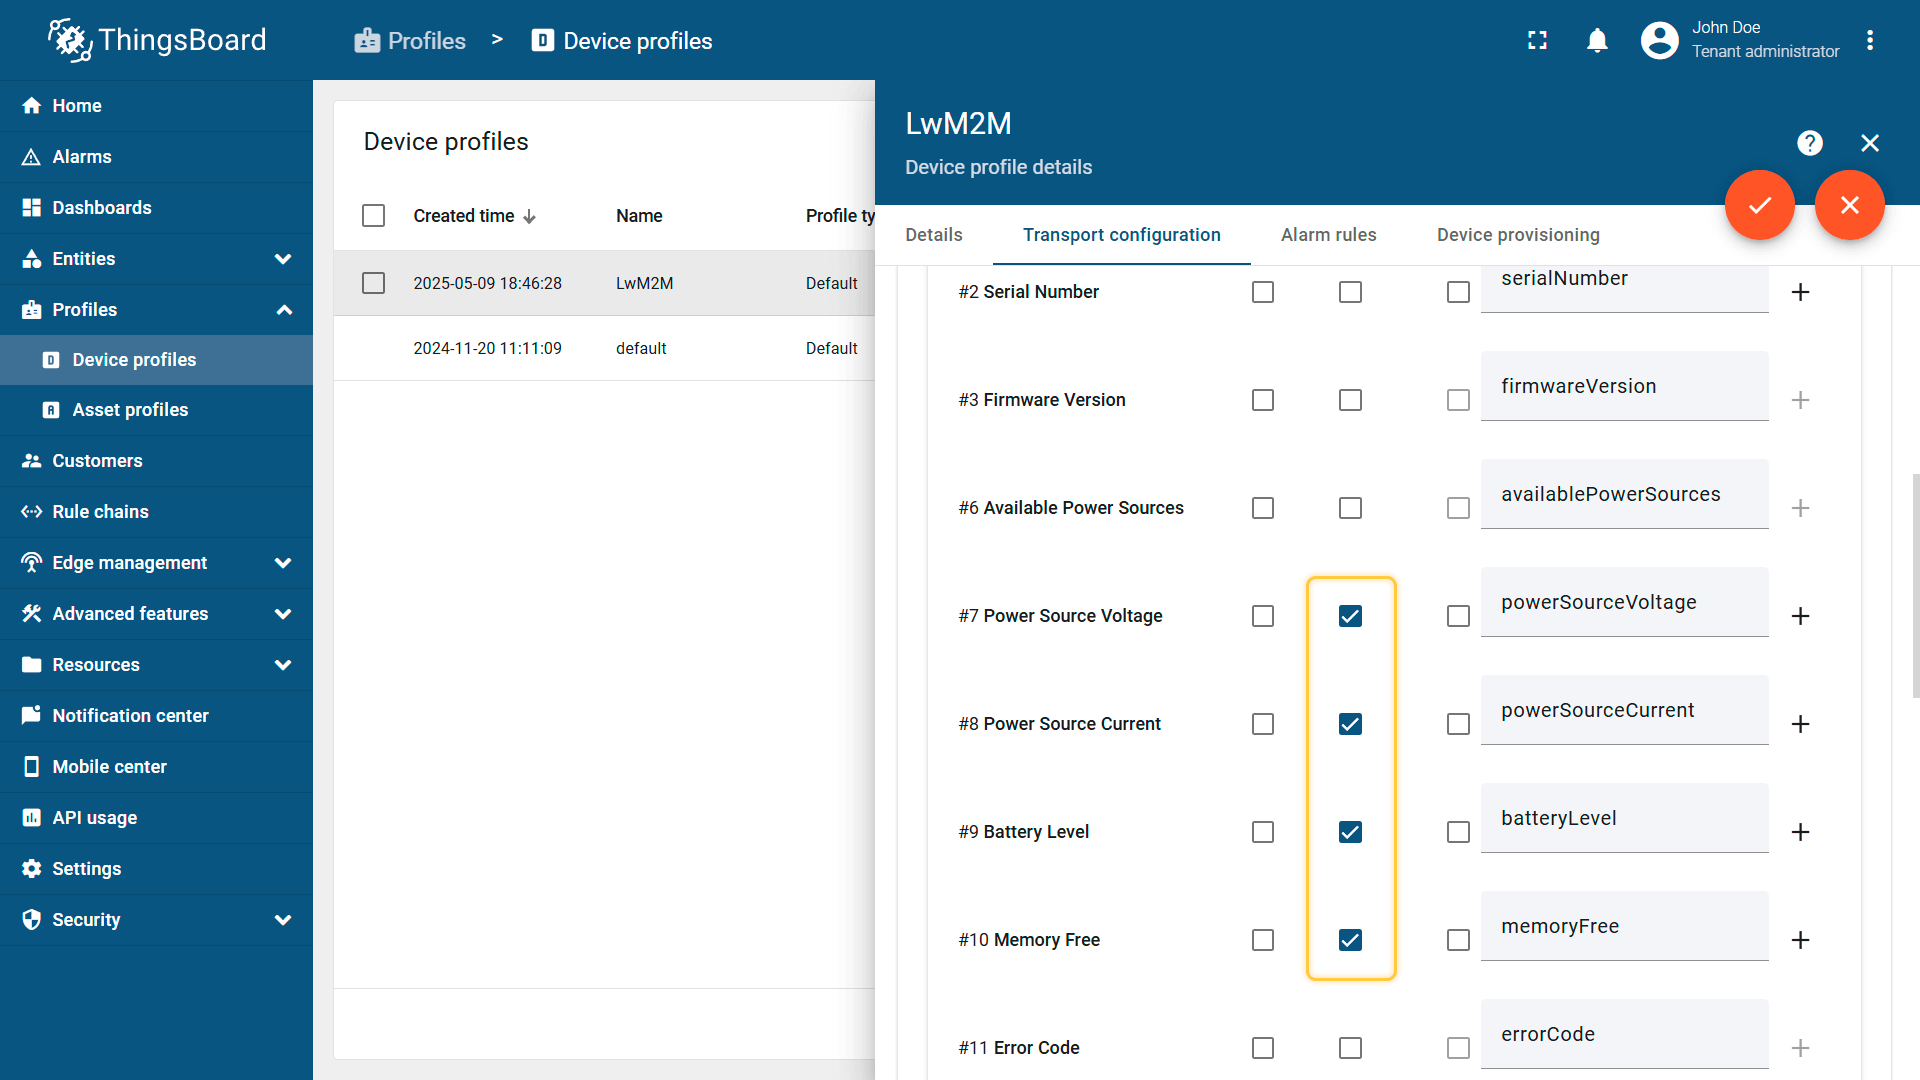 ThingsBoard
Profiles > Device profiles
John Doe
Tenant administrator
Home
Alarms
Dashboards
Entities
Profiles
Device profiles
Asset profiles
Customers
Rule chains
Edge management
Advanced features
Resources
Notification center
Mobile center
API usage
Settings
Security
Device profiles
Created time Name Profile ty
2025-05-09 18:46:28 LwM2M Default
2024-11-20 11:11:09 default Default
LwM2M
Device profile details
Details Transport configuration Alarm rules Device provisioning
#2 Serial Number serialNumber
#3 Firmware Version firmwareVersion
#6 Available Power Sources availablePowerSources
#7 Power Source Voltage powerSourceVoltage
#8 Power Source Current powerSourceCurrent
#9 Battery Level batteryLevel
#10 Memory Free memoryFree
#11 Error Code errorCode